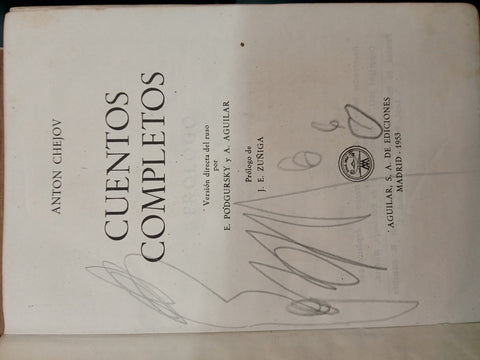 ANTON CHEJOV
CUENTOS
COMPLETOS
Versión directa del ruso
por
E. PODGURSKY y A. AGUILAR
Prólogo de
J. E. ZUÑIGA
AGUILAR, S. A. DE EDICIONES
MADRID - 1953